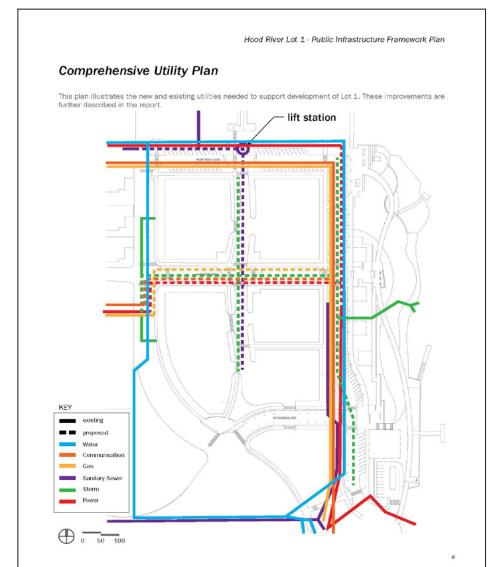 Hood River Lot 1 - Public Infrastructure Framework Plan
Comprehensive Utility Plan
This plan illustrates the new and existing utilities needed to support development of Lot 1. These improvements are
further described in the report.
lift station
KEY
existing
proposed
Water
Communication
Gas
Sanitary Sewer
Storm
Power
0 50 100